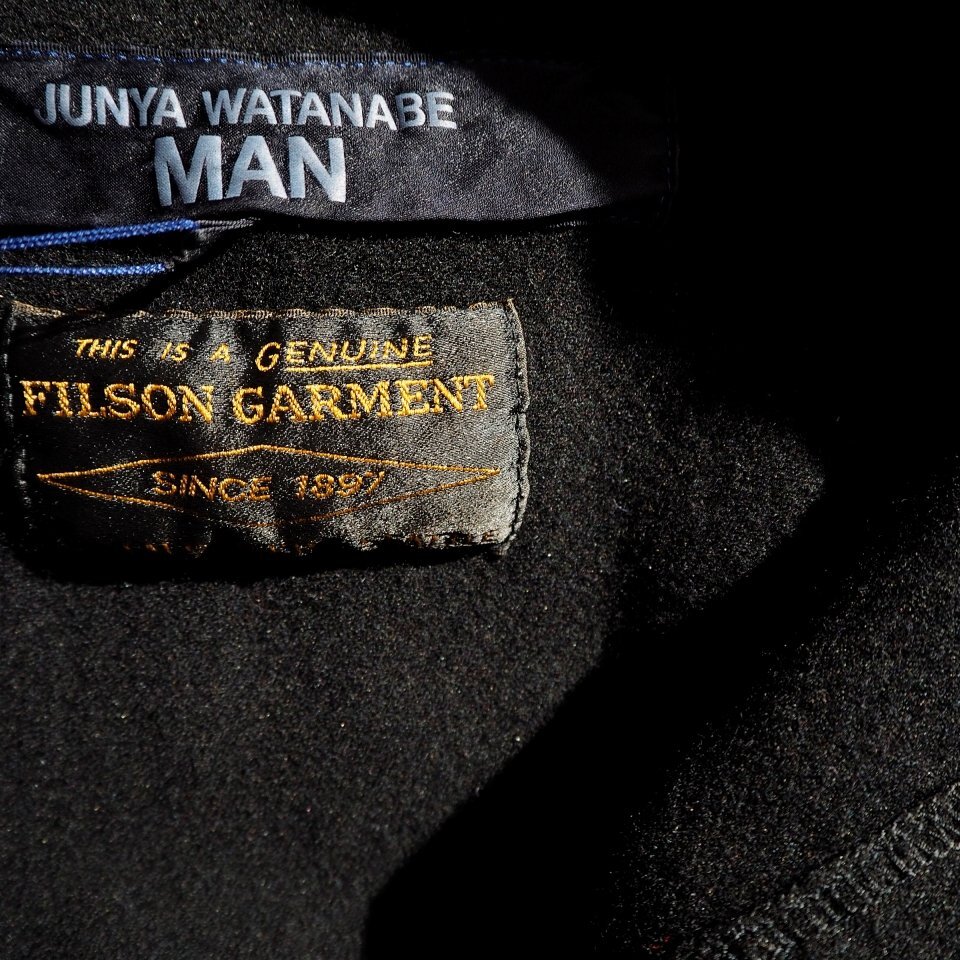 JUNYA WATANABE
MAN
THIS IS A GENUINE
FILSON GARMENT
SINCE 1897